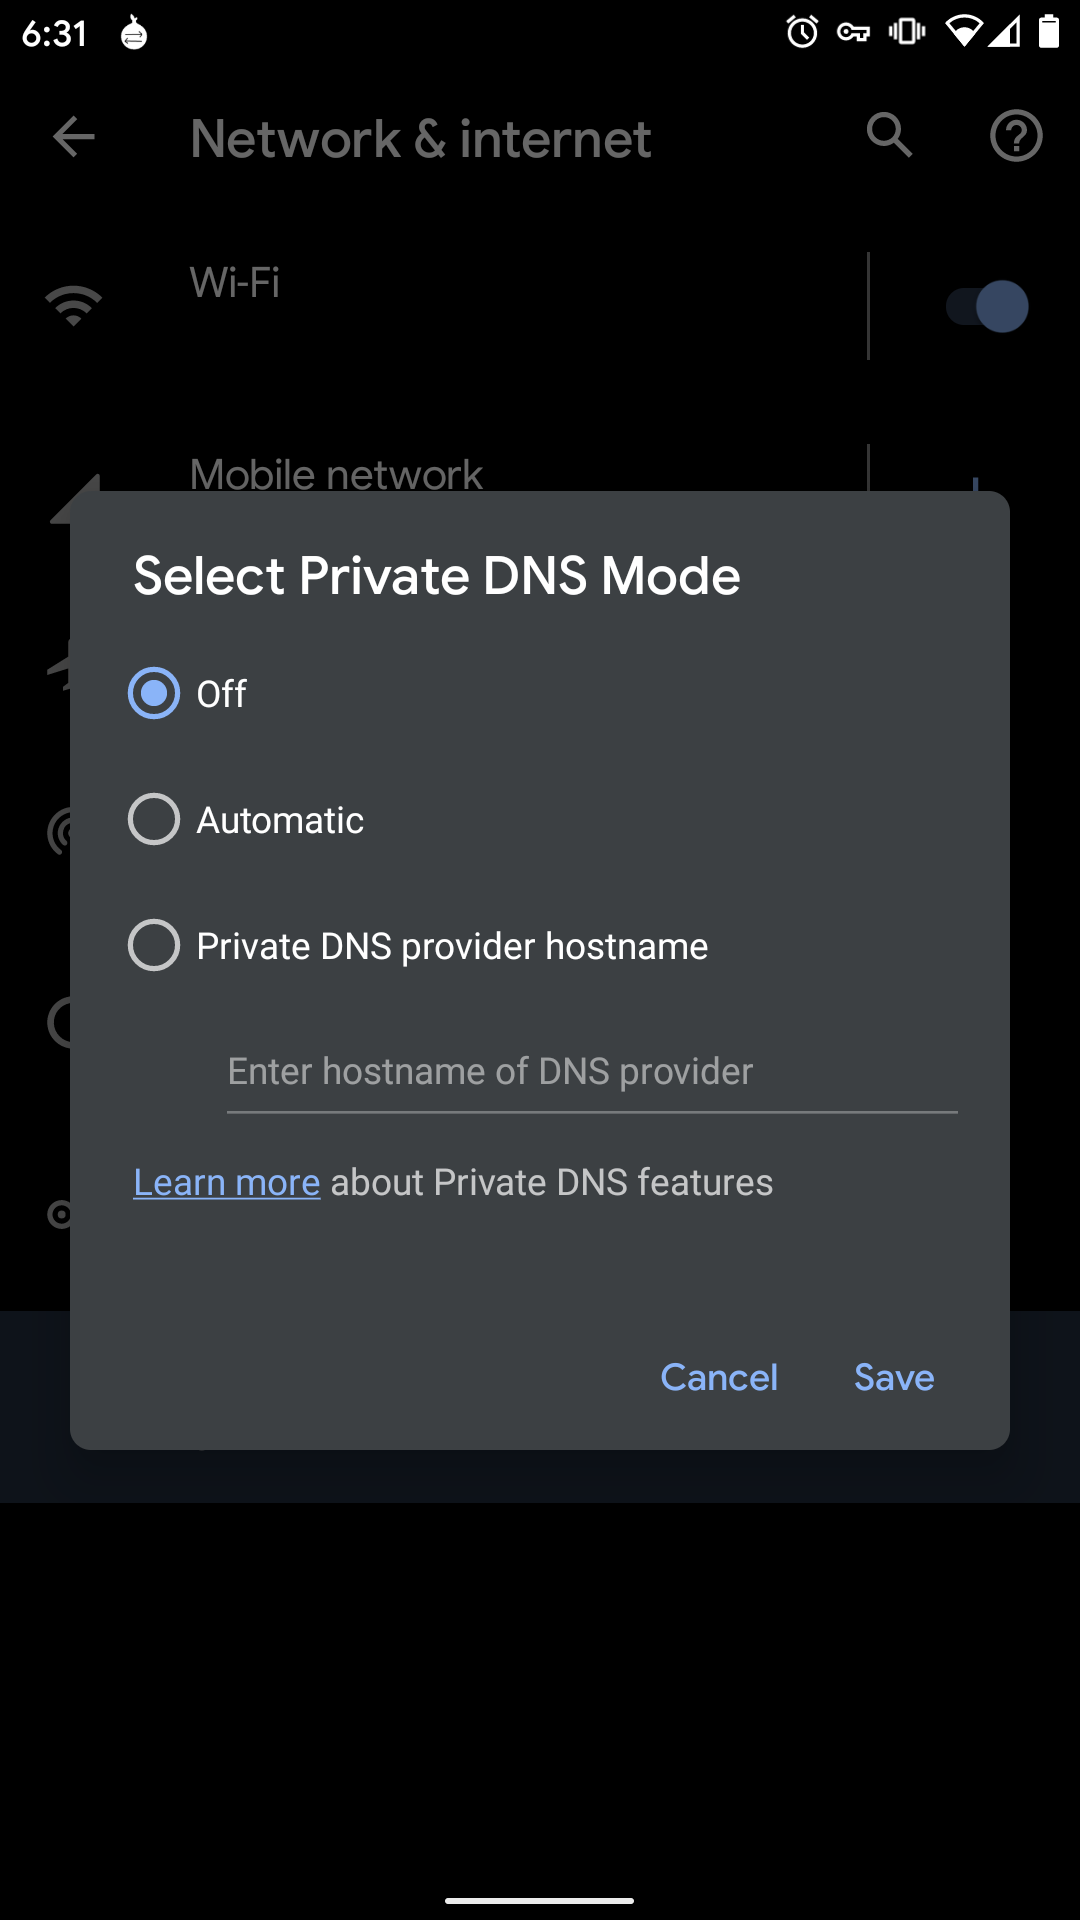 6:31
Network & internet
Wi-Fi
Mobile network
Select Private DNS Mode
Off
Automatic
Private DNS provider hostname
Enter hostname of DNS provider
Learn more about Private DNS features
Cancel Save